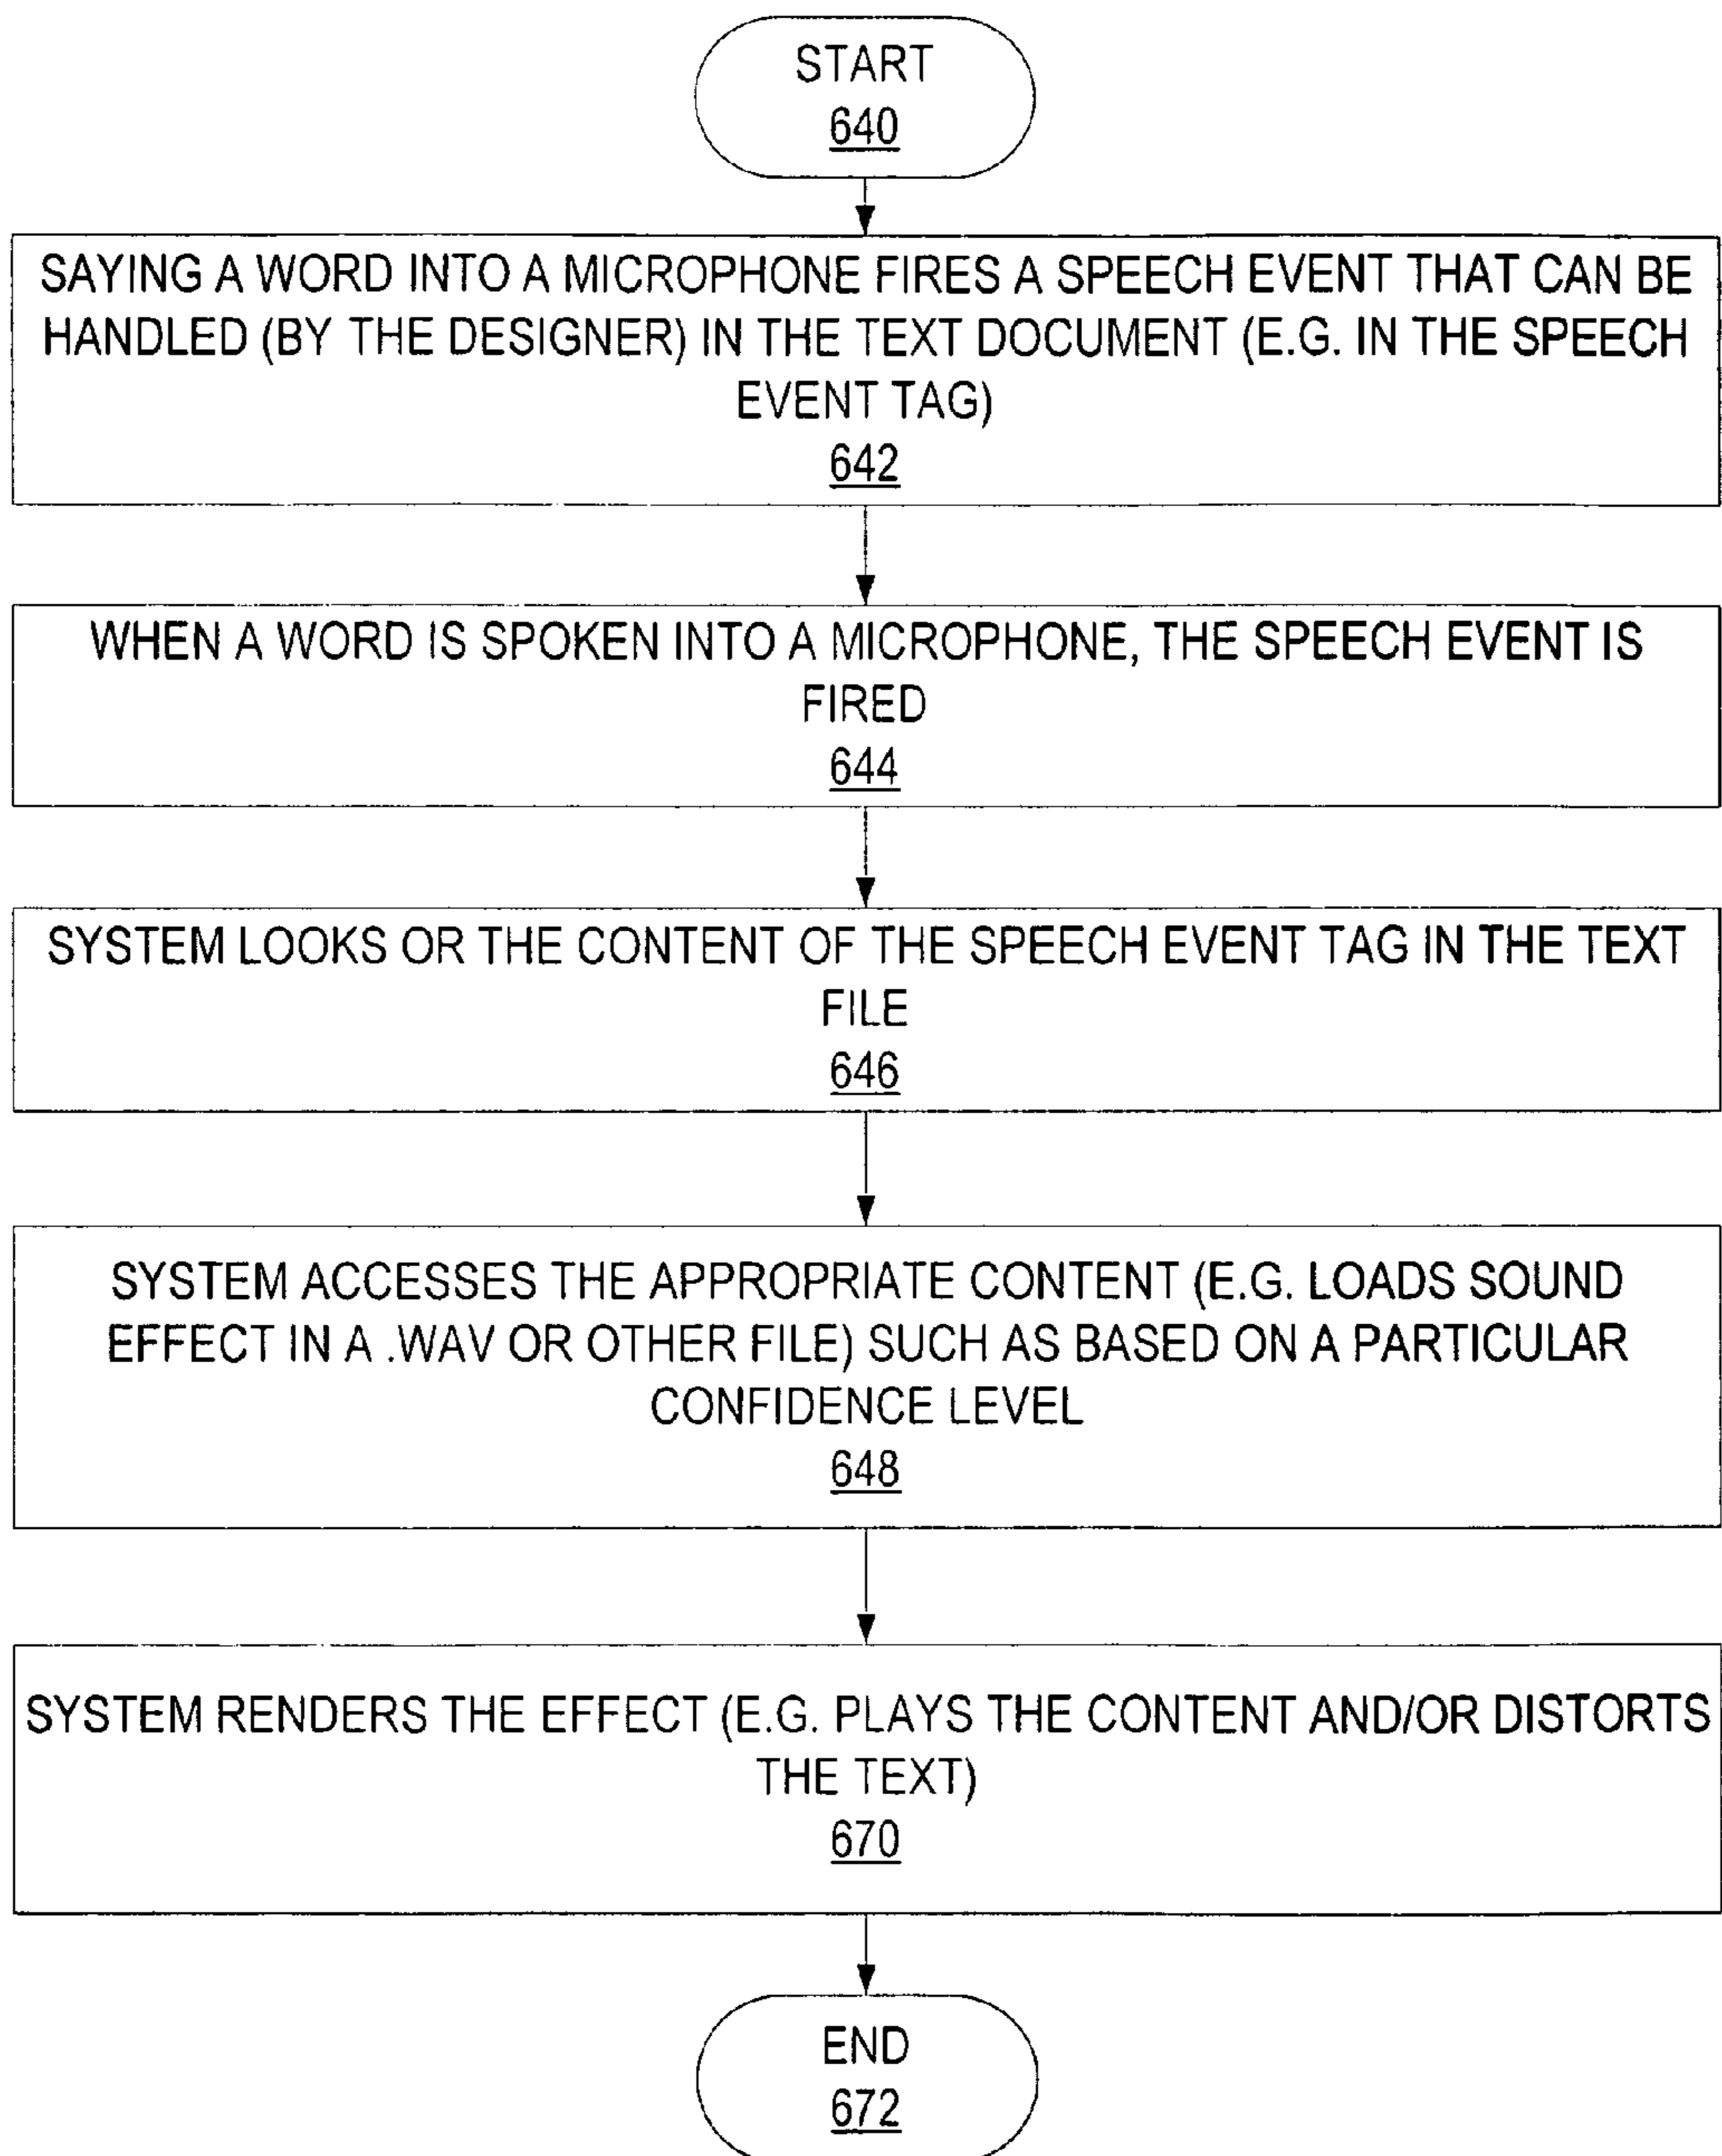 START
640
SAYING A WORD INTO A MICROPHONE FIRES A SPEECH EVENT THAT CAN BE
HANDLED (BY THE DESIGNER) IN THE TEXT DOCUMENT (E.G. IN THE SPEECH
EVENT TAG)
642
WHEN A WORD IS SPOKEN INTO A MICROPHONE, THE SPEECH EVENT IS
FIRED
644
SYSTEM LOOKS OR THE CONTENT OF THE SPEECH EVENT TAG IN THE TEXT
FILE
646
SYSTEM ACCESSES THE APPROPRIATE CONTENT (E.G. LOADS SOUND
EFFECT IN A .WAV OR OTHER FILE) SUCH AS BASED ON A PARTICULAR
CONFIDENCE LEVEL
648
SYSTEM RENDERS THE EFFECT (E.G. PLAYS THE CONTENT AND/OR DISTORTS
THE TEXT)
670
END
672